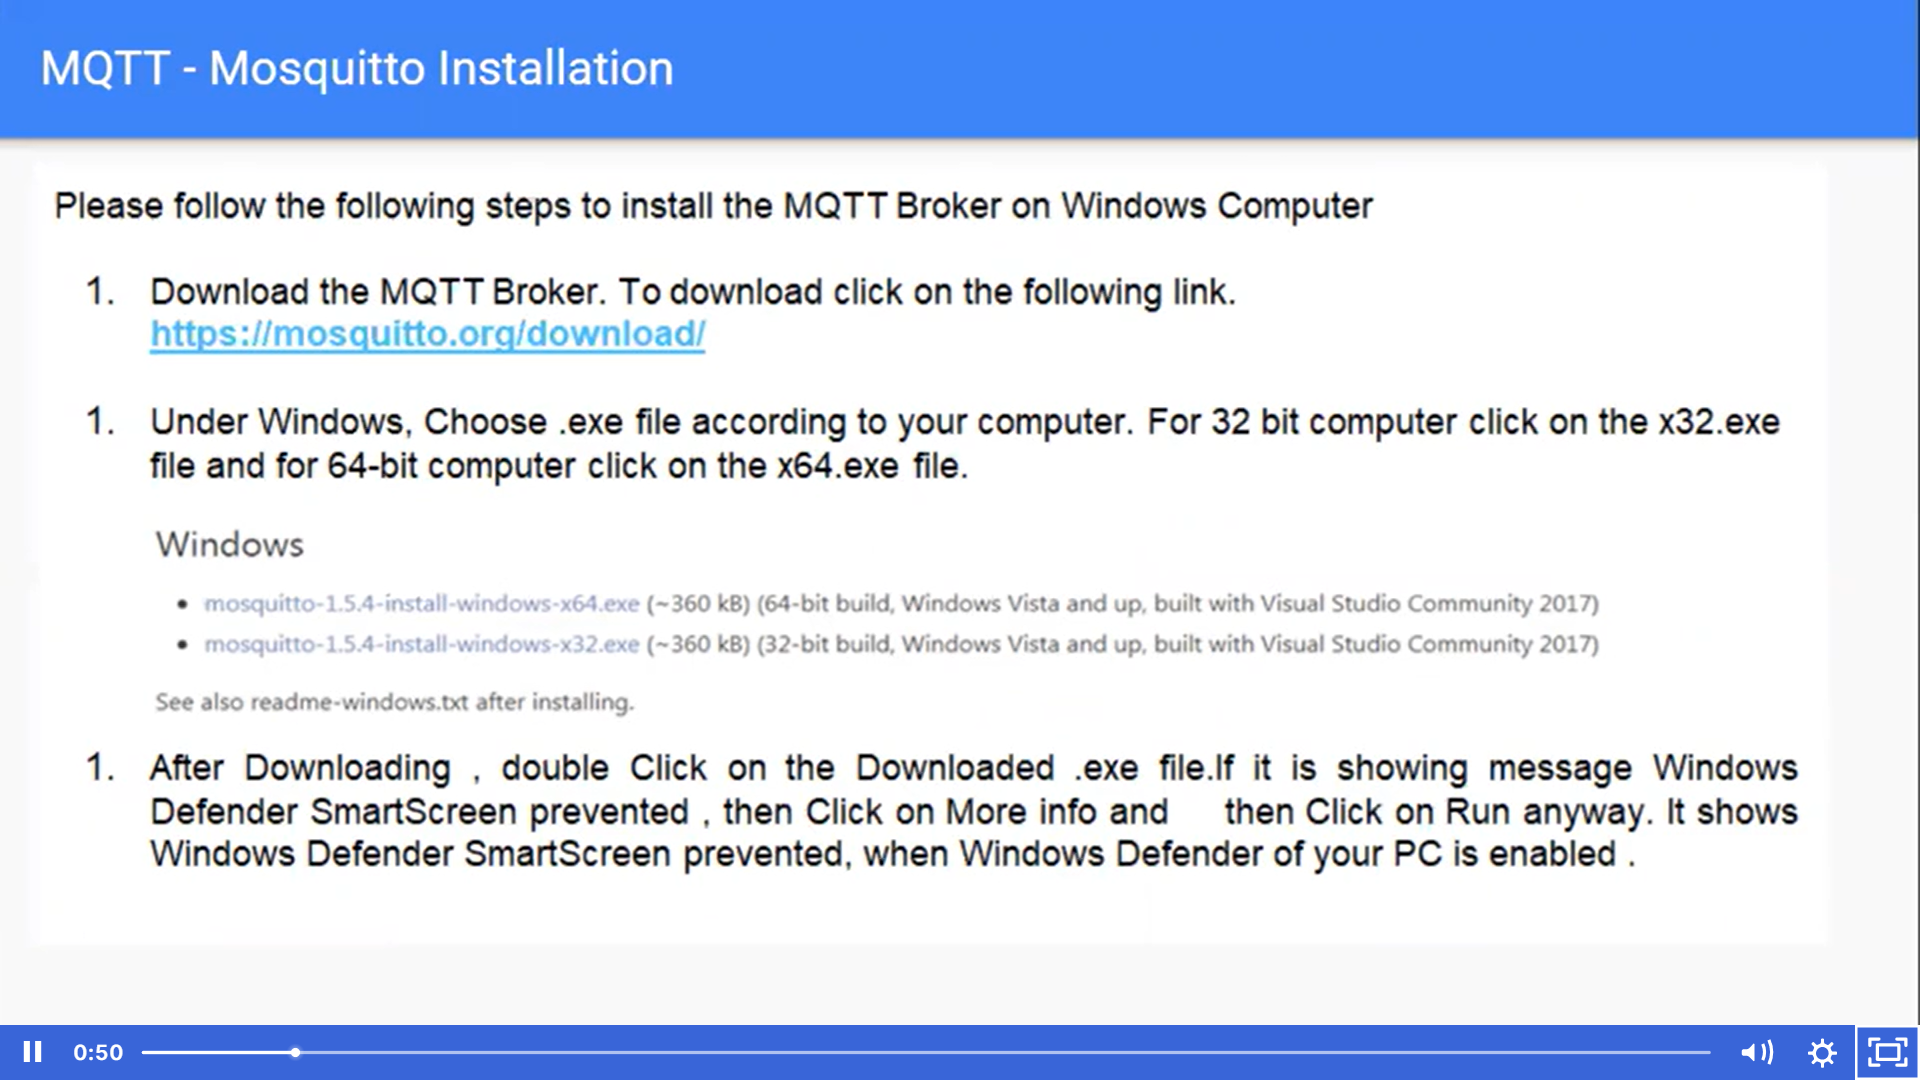 MQTT - Mosquitto Installation
Please follow the following steps to install the MQTT Broker on Windows Computer
1. Download the MQTT Broker. To download click on the following link.
https://mosquitto.org/download/
1. Under Windows, Choose .exe file according to your computer. For 32 bit computer click on the x32.exe
file and for 64-bit computer click on the x64.exe file.
Windows
• mosquitto-1.5.4-install-windows-x64.exe (~360 kB) (64-bit build, Windows Vista and up, built with Visual Studio Community 2017)
• mosquitto-1.5.4-install-windows-x32.exe (~360 kB) (32-bit build, Windows Vista and up, built with Visual Studio Community 2017)
See also readme-windows.txt after installing.
1. After Downloading , double Click on the Downloaded .exe file.If it is showing message Windows
Defender SmartScreen prevented , then Click on More info and then Click on Run anyway. It shows
Windows Defender SmartScreen prevented, when Windows Defender of your PC is enabled .
0:50